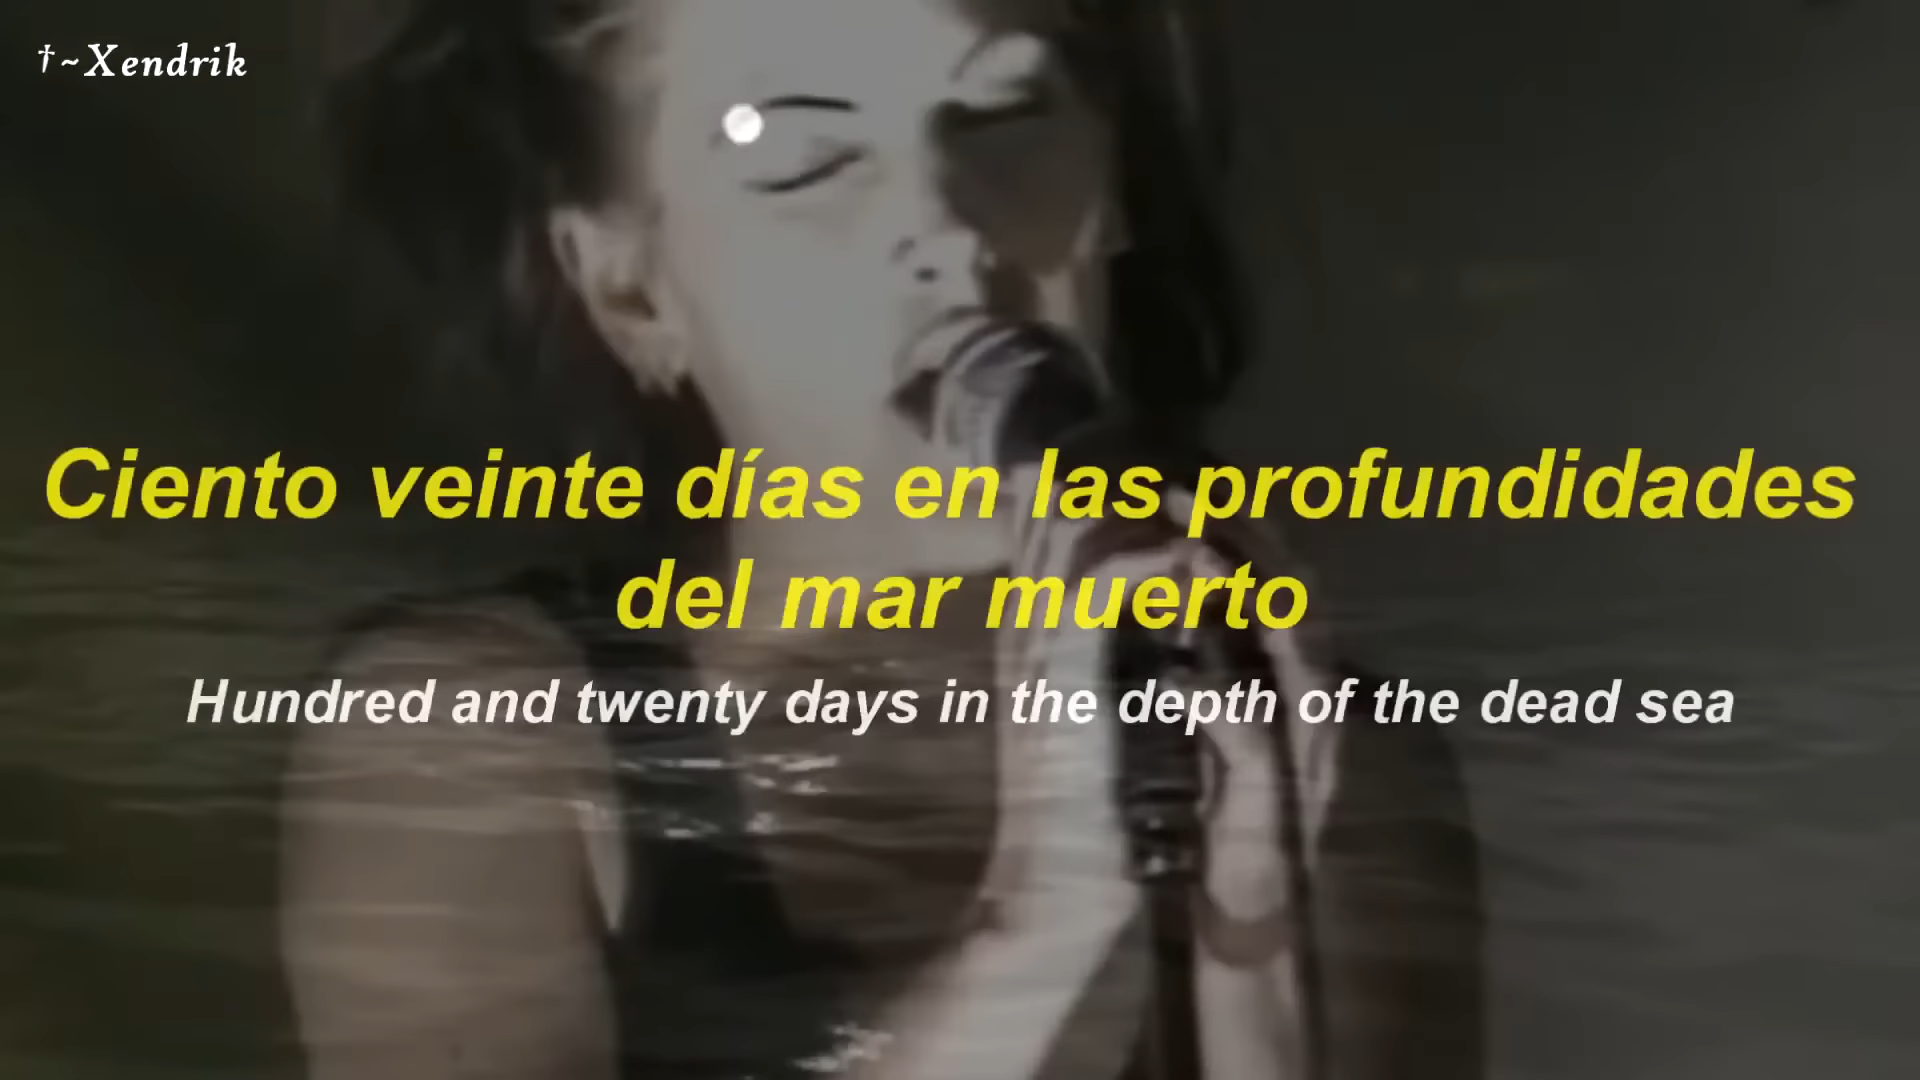 †~Xendrik
Ciento veinte días en las profundidades
del mar muerto
Hundred and twenty days in the depth of the dead sea